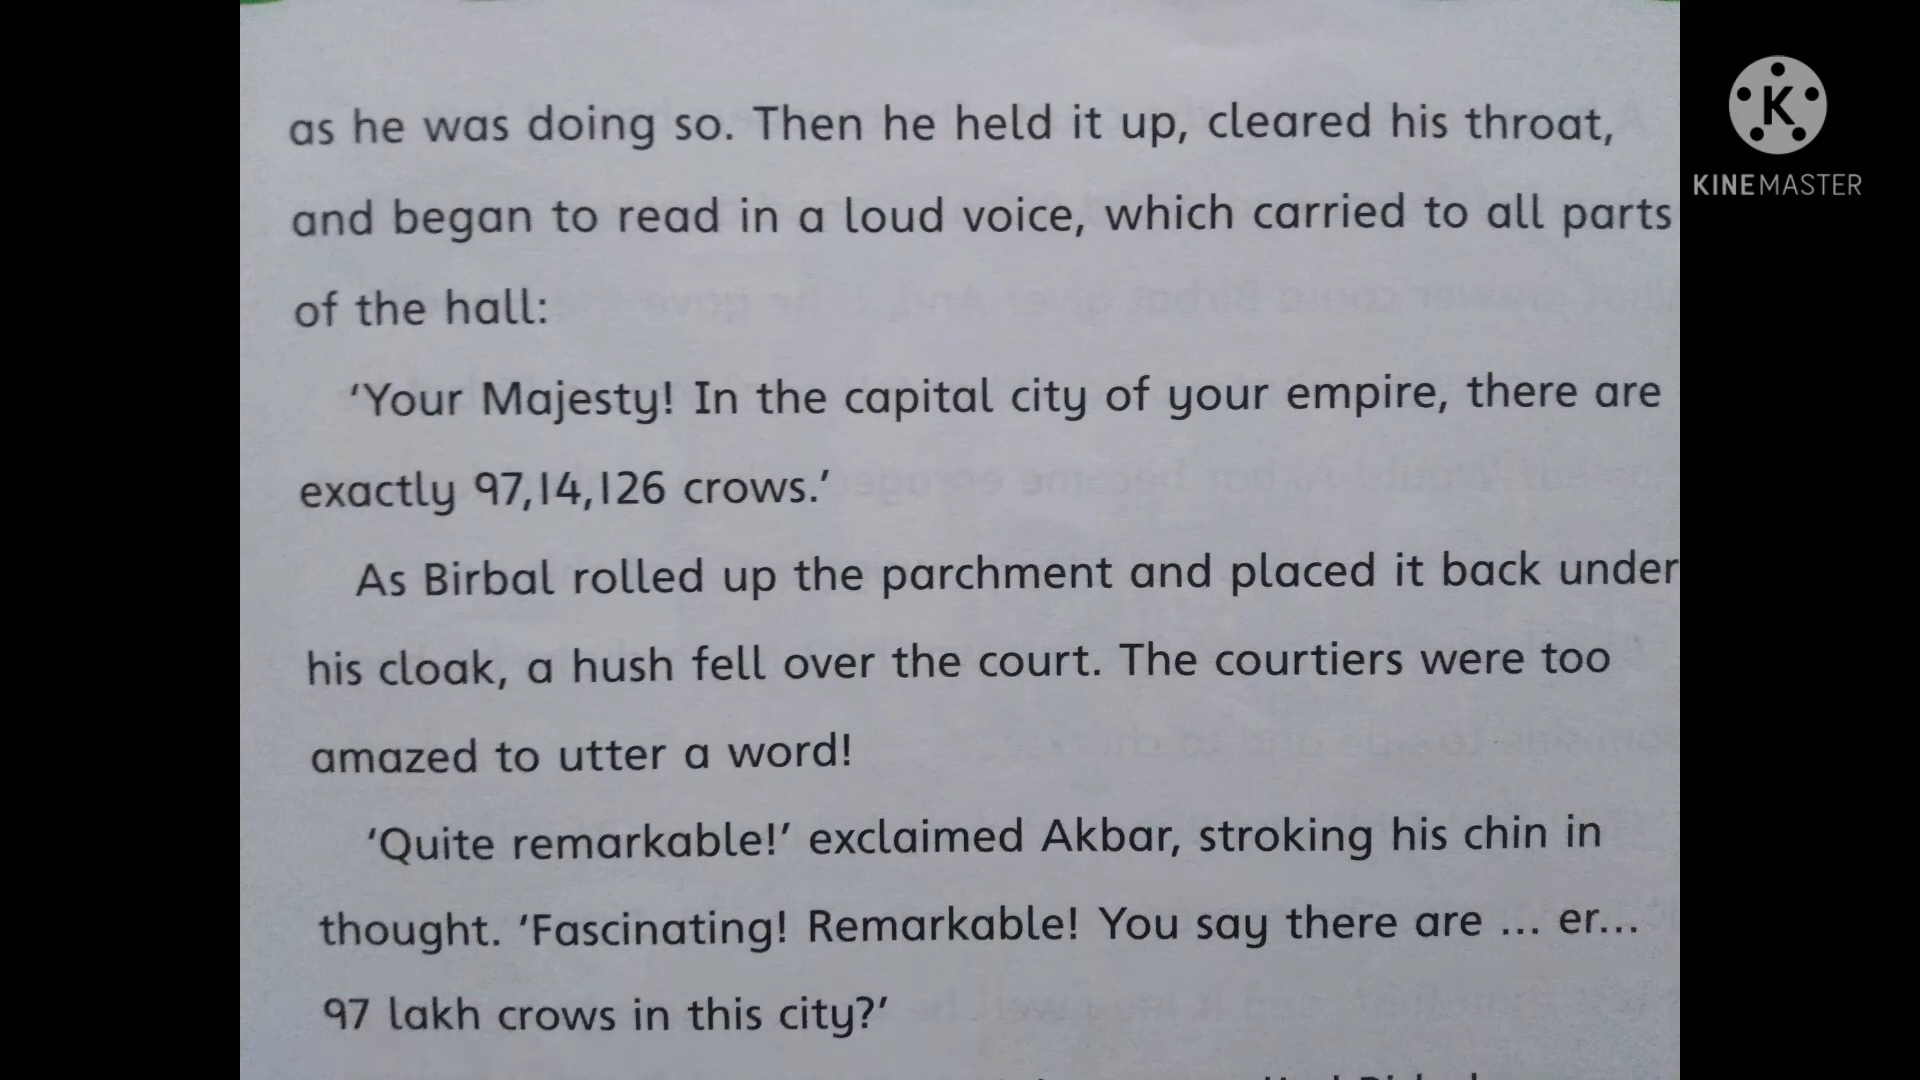 as he was doing so. Then he held it up, cleared his throat,
and began to read in a loud voice, which carried to all parts
of the hall:
‘Your Majesty! In the capital city of your empire, there are
exactly 97,14,126 crows.’
As Birbal rolled up the parchment and placed it back under
his cloak, a hush fell over the court. The courtiers were too
amazed to utter a word!
‘Quite remarkable!’ exclaimed Akbar, stroking his chin in
thought. ‘Fascinating! Remarkable! You say there are ... er...
97 lakh crows in this city?’
K
KINEMASTER